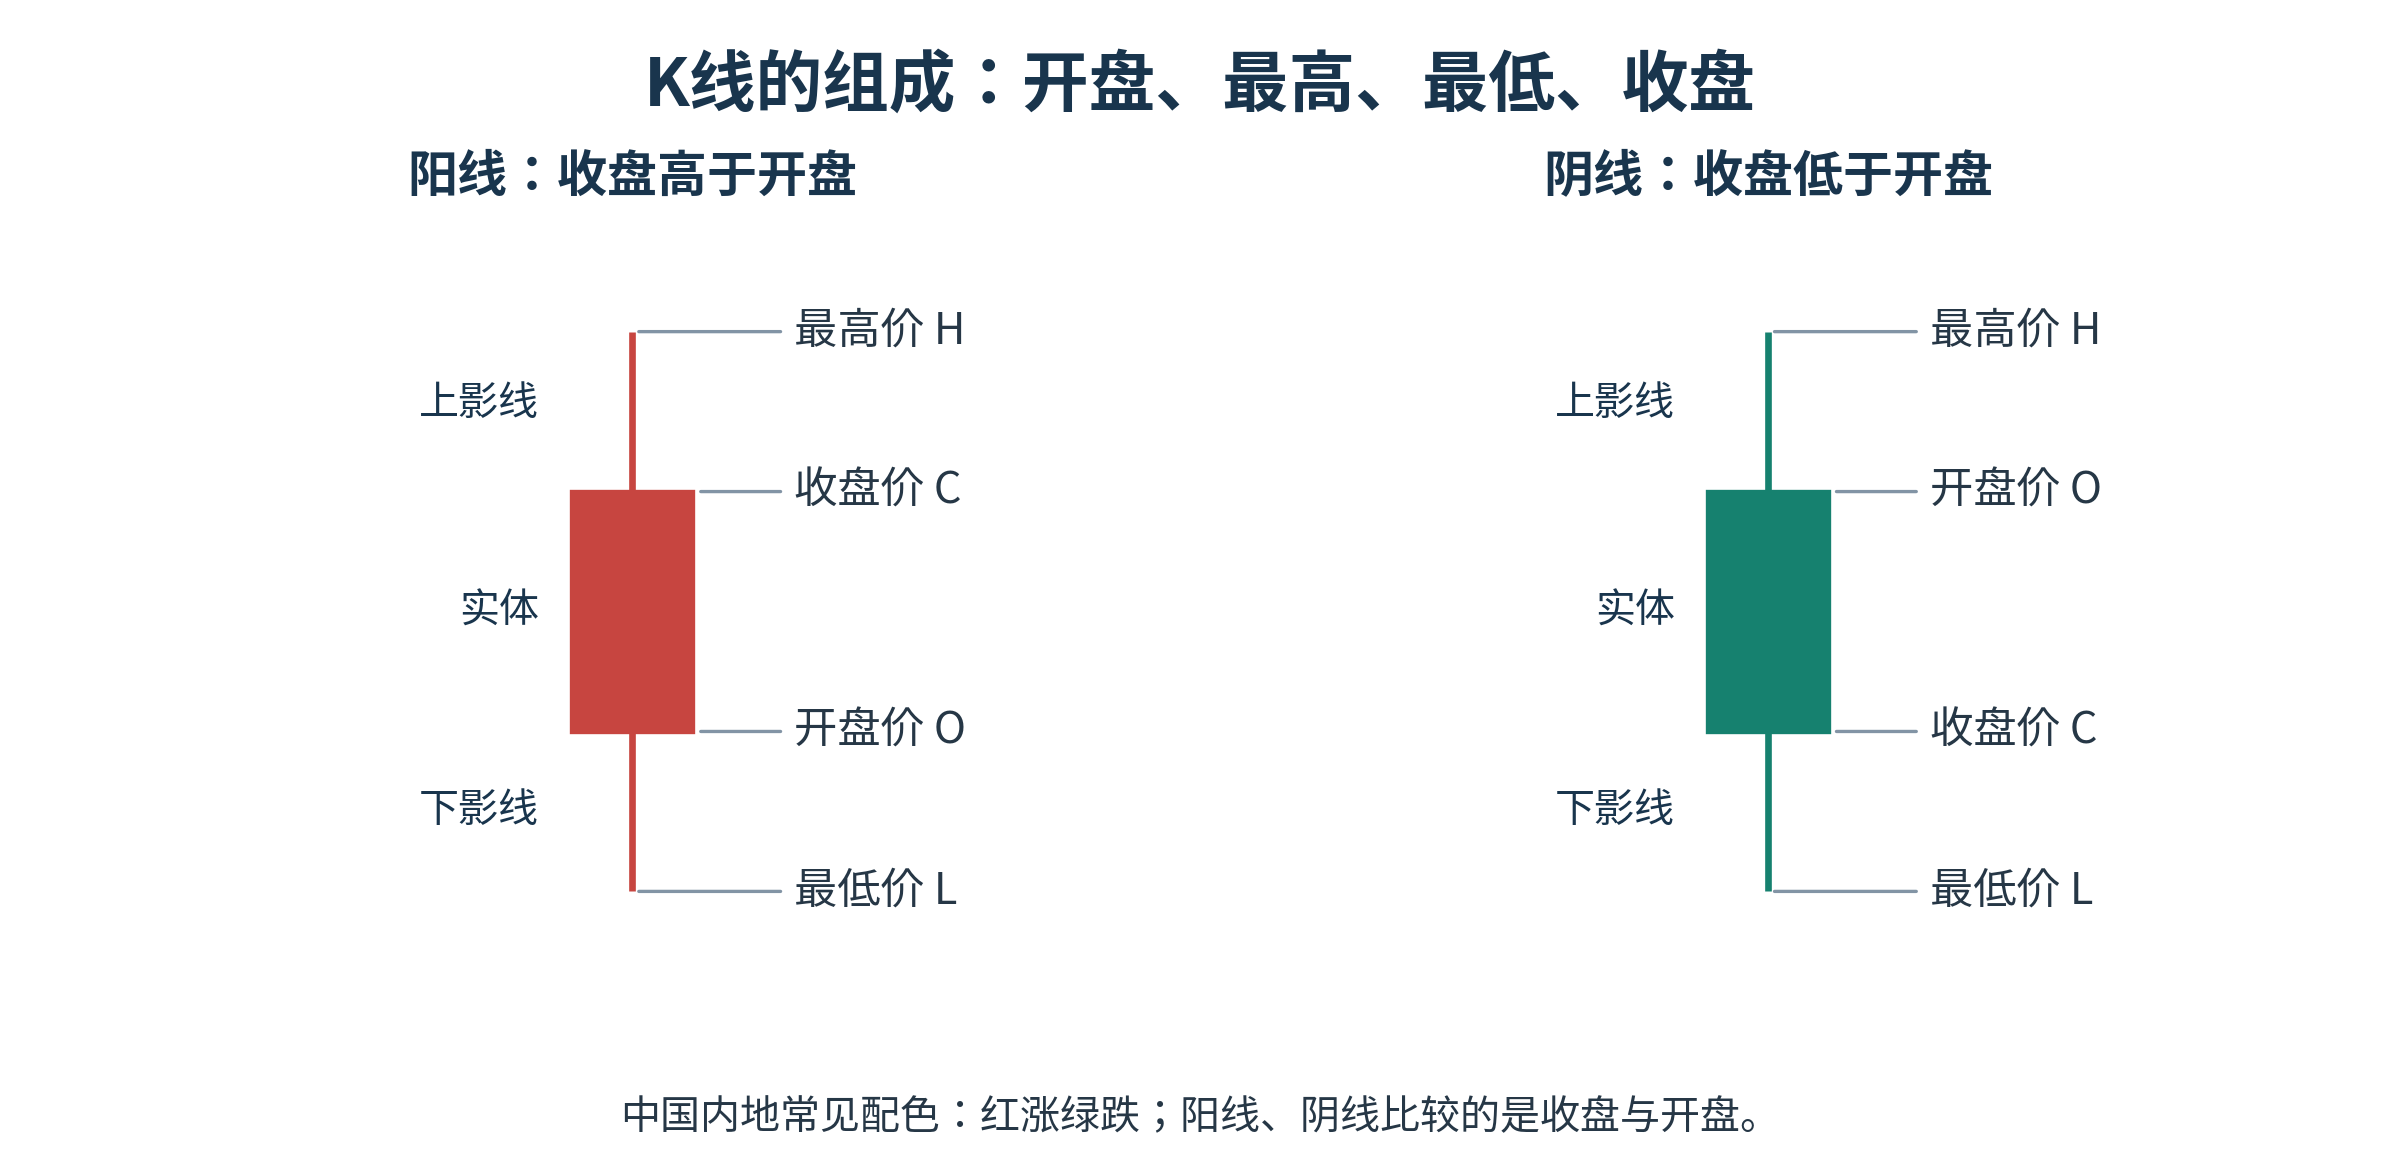 K线的组成：开盘、最高、最低、收盘
阳线：收盘高于开盘
最高价 H
上影线
收盘价 C
实体
开盘价 O
下影线
最低价 L
阴线：收盘低于开盘
最高价 H
上影线
开盘价 O
实体
收盘价 C
下影线
最低价 L
中国内地常见配色：红涨绿跌；阳线、阴线比较的是收盘与开盘。